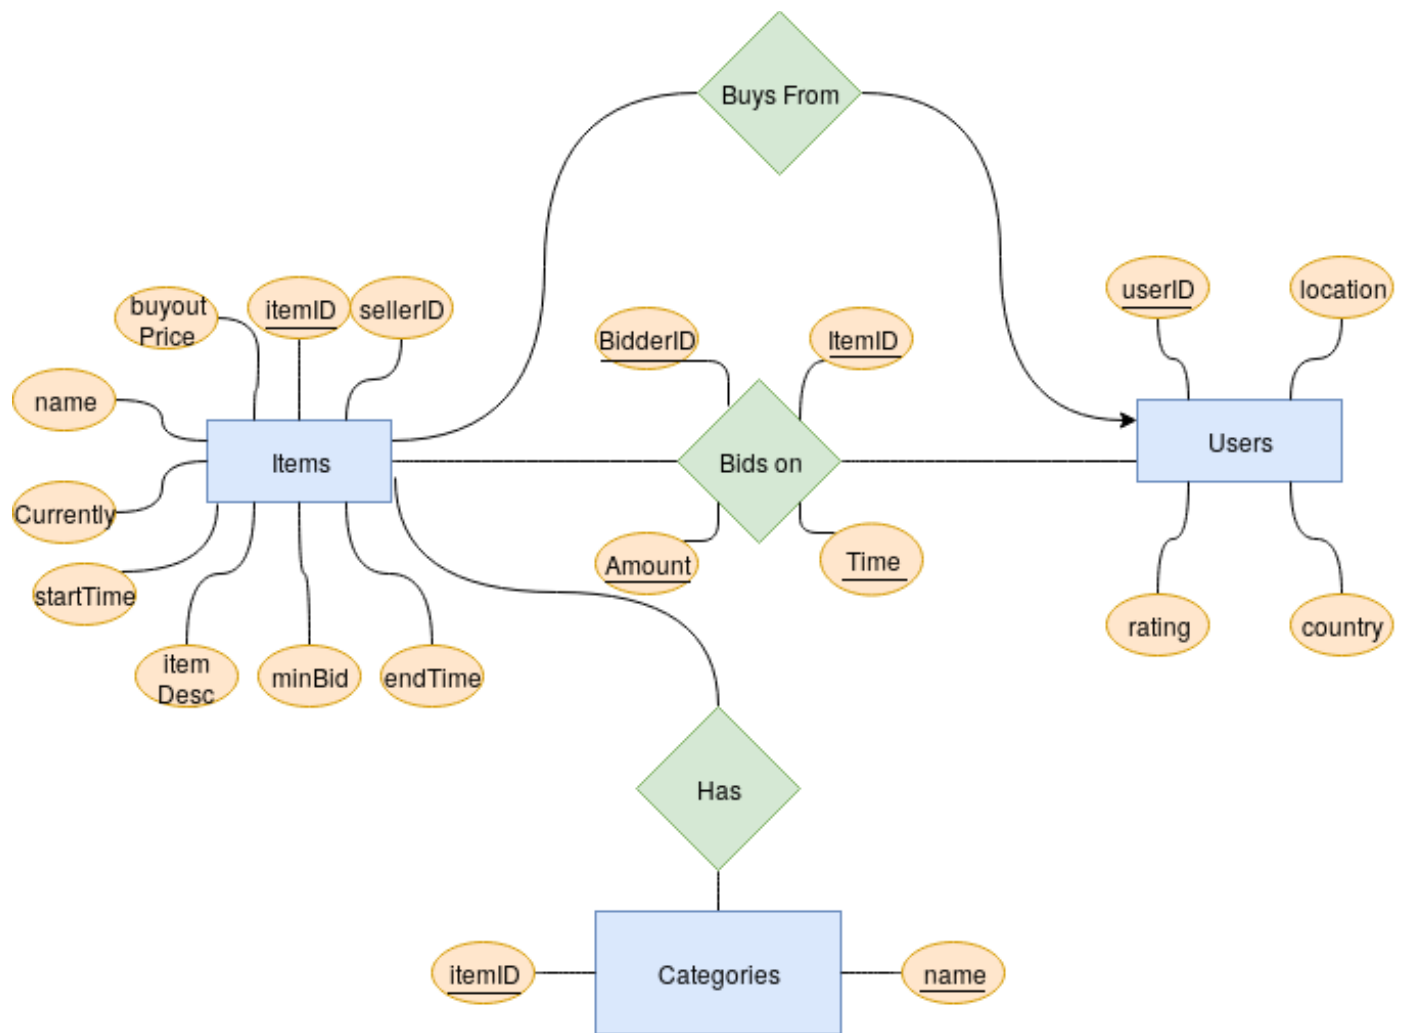 Buys From
buyout
Price
itemID
sellerID
userID
location
BidderID
ItemID
name
Items
Bids on
Users
Currently
Amount
Time
startTime
item
Desc
minBid
endTime
rating
country
Has
itemID
Categories
name